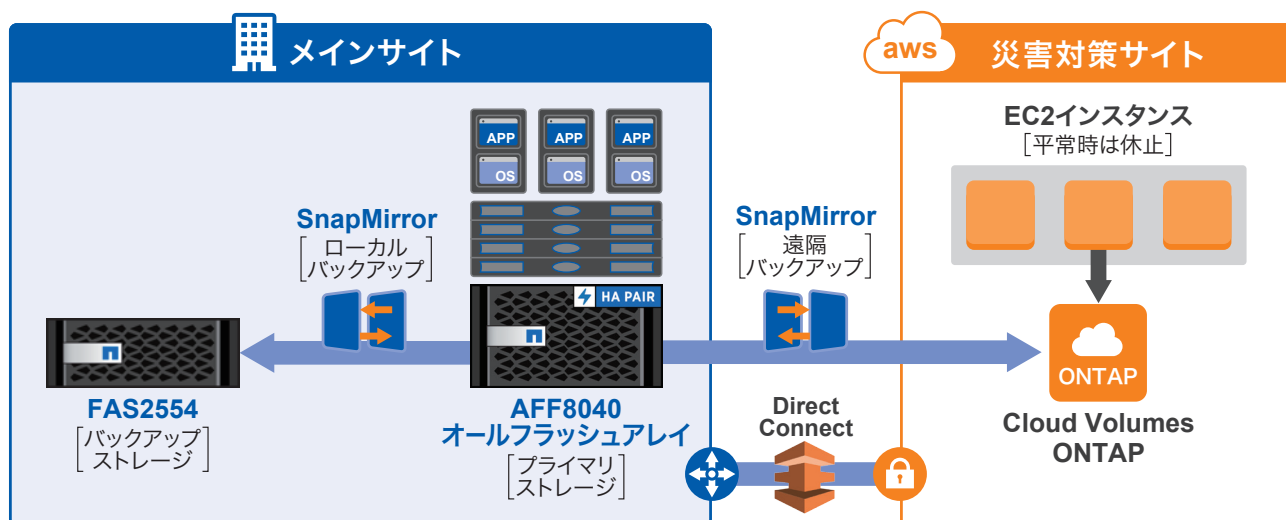 メインサイト
aws
災害対策サイト
APP
APP
APP
OS
OS
OS
SnapMirror
[ローカル
バックアップ]
HA PAIR
FAS2554
[バックアップ
ストレージ]
AFF8040
オールフラッシュアレイ
[プライマリ
ストレージ]
SnapMirror
[遠隔
バックアップ]
Direct
Connect
EC2インスタンス
[平常時は休止]
ONTAP
Cloud Volumes
ONTAP